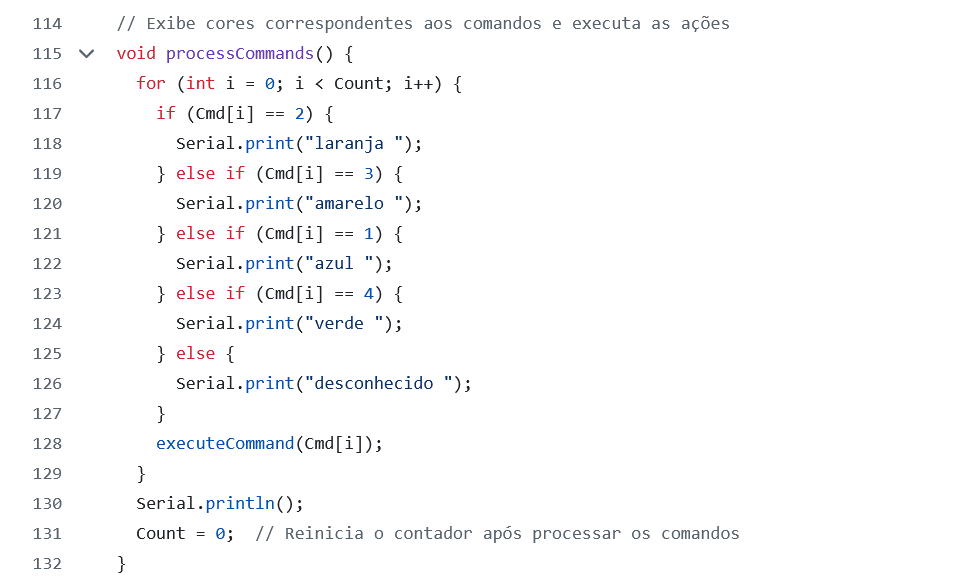 114 // Exibe cores correspondentes aos comandos e executa as ações
115 void processCommands() {
116 for (int i = 0; i < Count; i++) {
117 if (Cmd[i] == 2) {
118 Serial.print("laranja ");
119 } else if (Cmd[i] == 3) {
120 Serial.print("amarelo ");
121 } else if (Cmd[i] == 1) {
122 Serial.print("azul ");
123 } else if (Cmd[i] == 4) {
124 Serial.print("verde ");
125 } else {
126 Serial.print("desconhecido ");
127 }
128 executeCommand(Cmd[i]);
129 }
130 Serial.println();
131 Count = 0;  // Reinicia o contador após processar os comandos
132 }